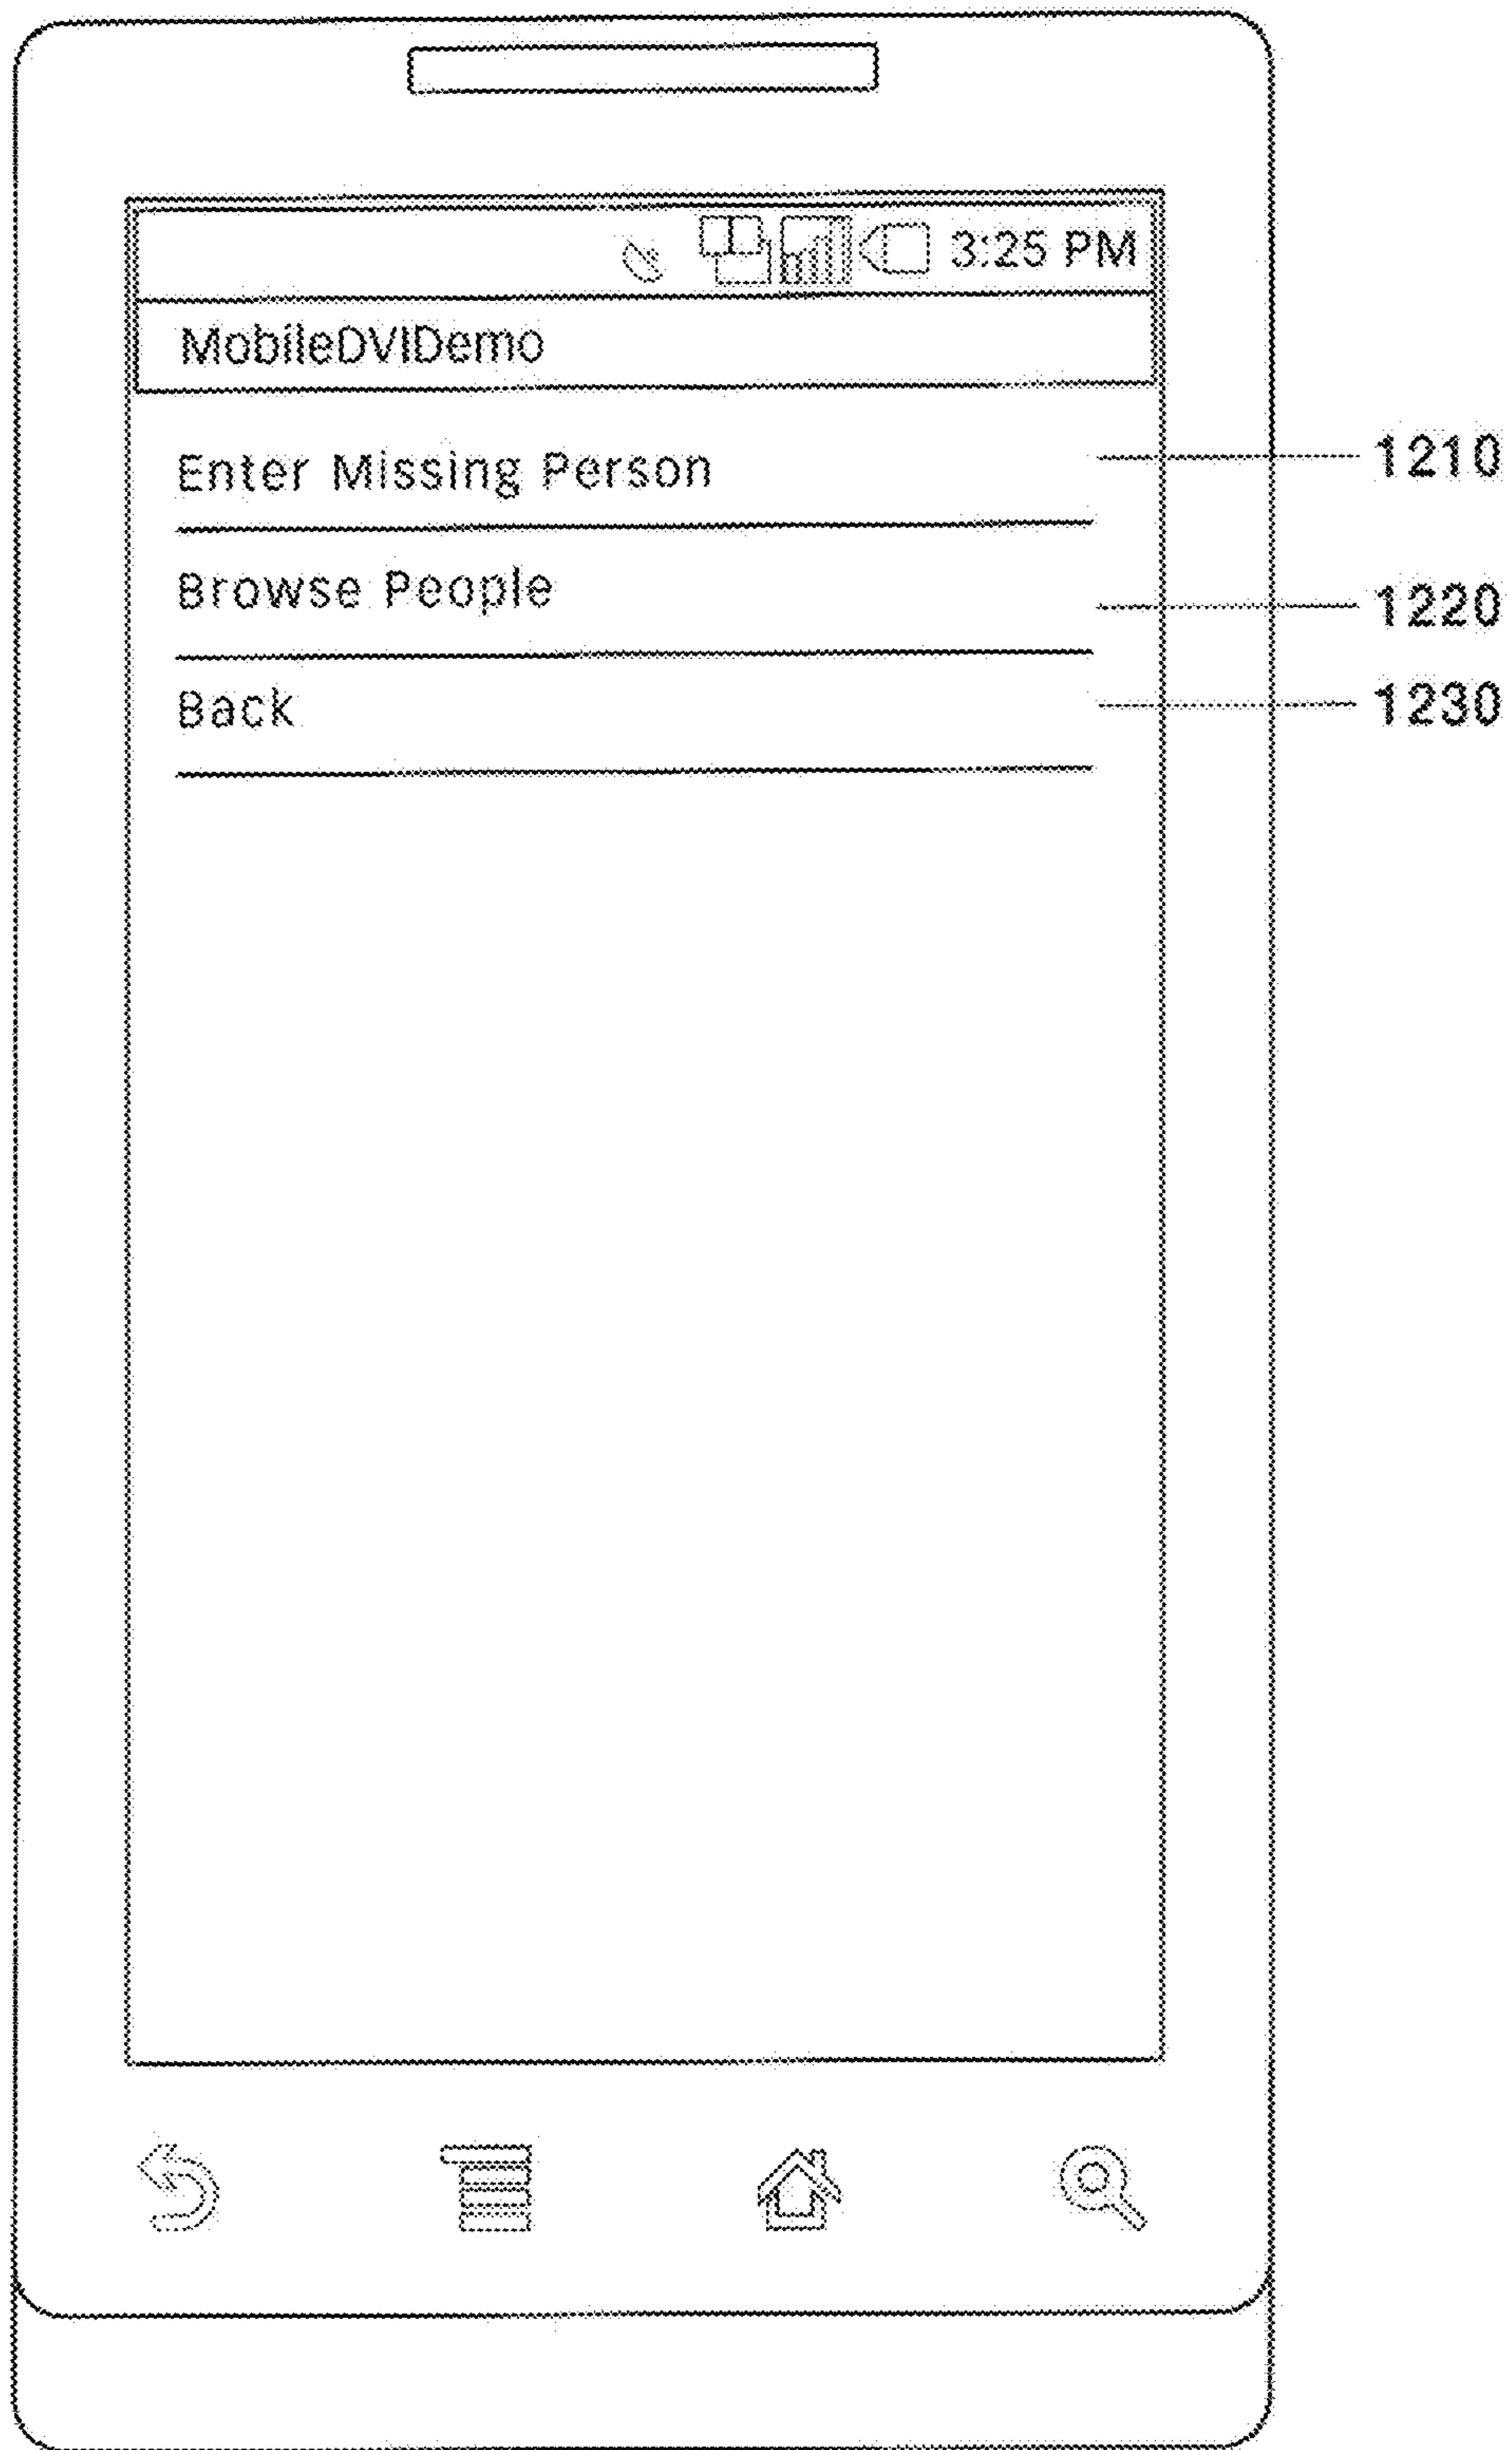 3:25 PM
MobileDVIDemo
Enter Missing Person
1210
Browse People
1220
Back
1230